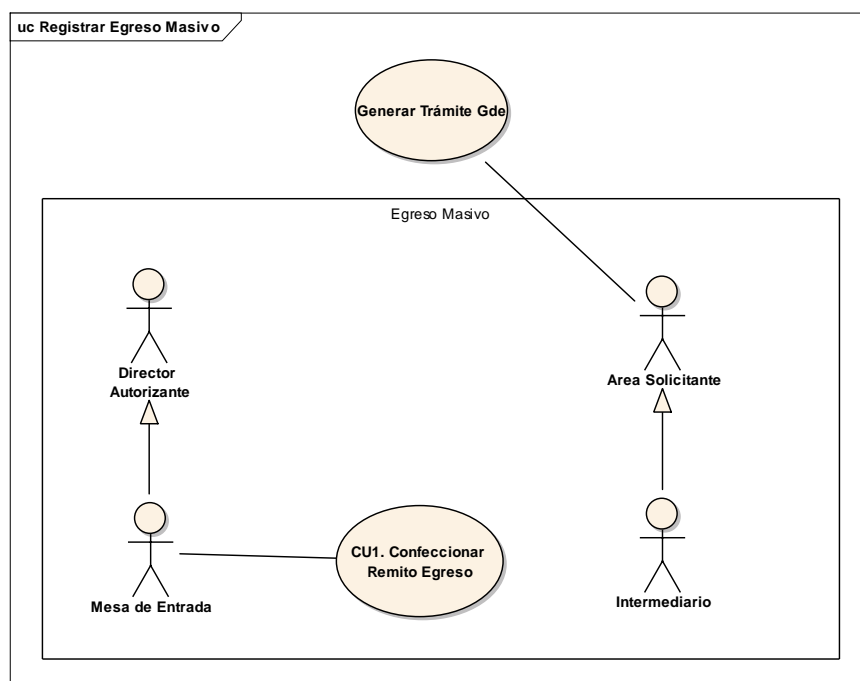 uc Registrar Egreso Masivo
Generar Trámite Gde
Egreso Masivo
Director
Autorizante
Area Solicitante
Mesa de Entrada
CU1. Confeccionar
Remito Egreso
Intermediario